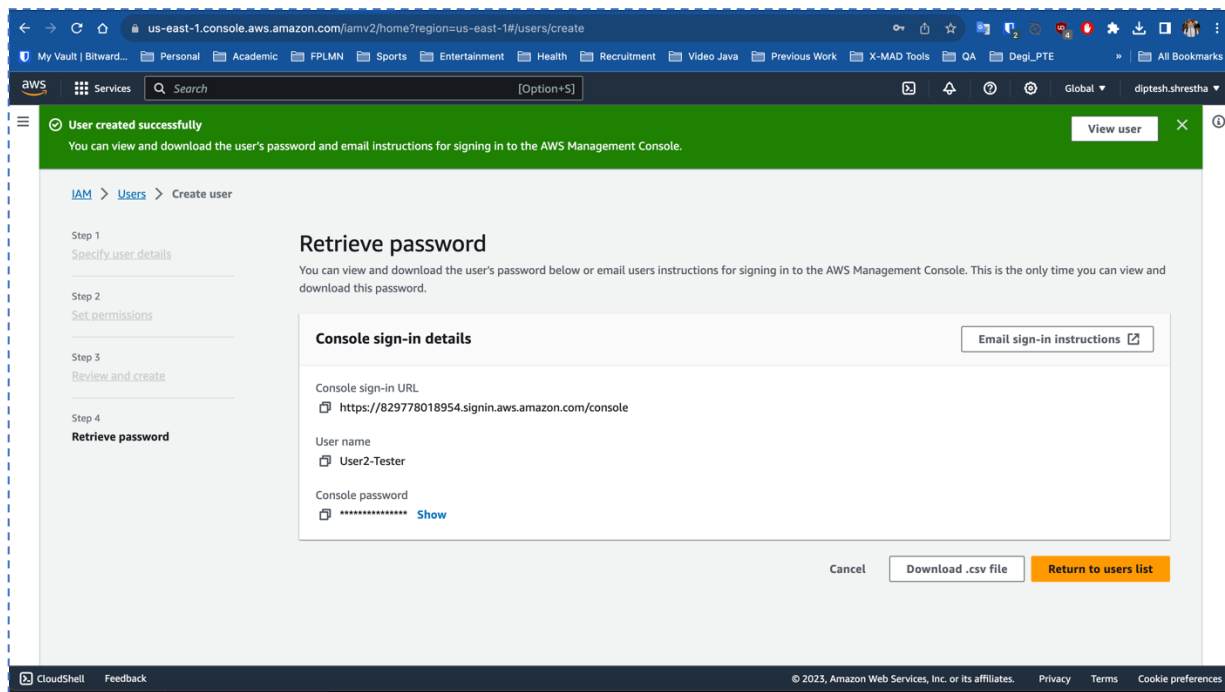 us-east-1.console.aws.amazon.com/iamv2/home?region=us-east-1#/users/create
My Vault | Bitward... Personal Academic FPLMN Sports Entertainment Health Recruitment Video Java Previous Work X-MAD Tools QA Degi_PTE » All Bookmarks
aws Services Search [Option+S] Global diptesh.shrestha
User created successfully
View user
You can view and download the user's password and email instructions for signing in to the AWS Management Console.
IAM > Users > Create user
Step 1
Specify user details
Step 2
Set permissions
Step 3
Review and create
Step 4
Retrieve password
Retrieve password
You can view and download the user's password below or email users instructions for signing in to the AWS Management Console. This is the only time you can view and
download this password.
Console sign-in details
Email sign-in instructions
Console sign-in URL
https://829778018954.signin.aws.amazon.com/console
User name
User2-Tester
Console password
*************** Show
Cancel Download .csv file Return to users list
CloudShell Feedback © 2023, Amazon Web Services, Inc. or its affiliates. Privacy Terms Cookie preferences